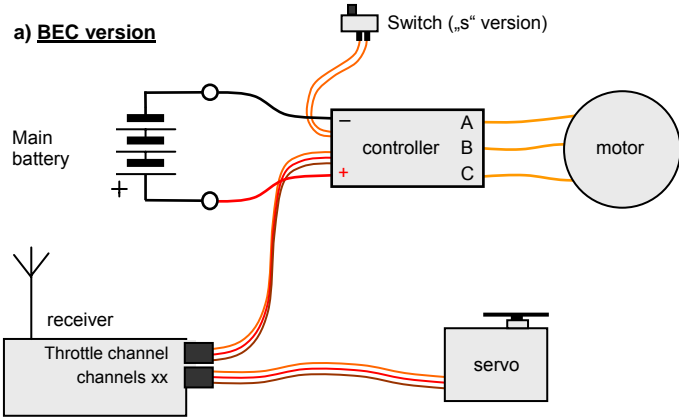 a) BEC version
Switch („s“ version)
Main
battery
+
–
+
controller
A
B
C
motor
receiver
Throttle channel
channels xx
servo